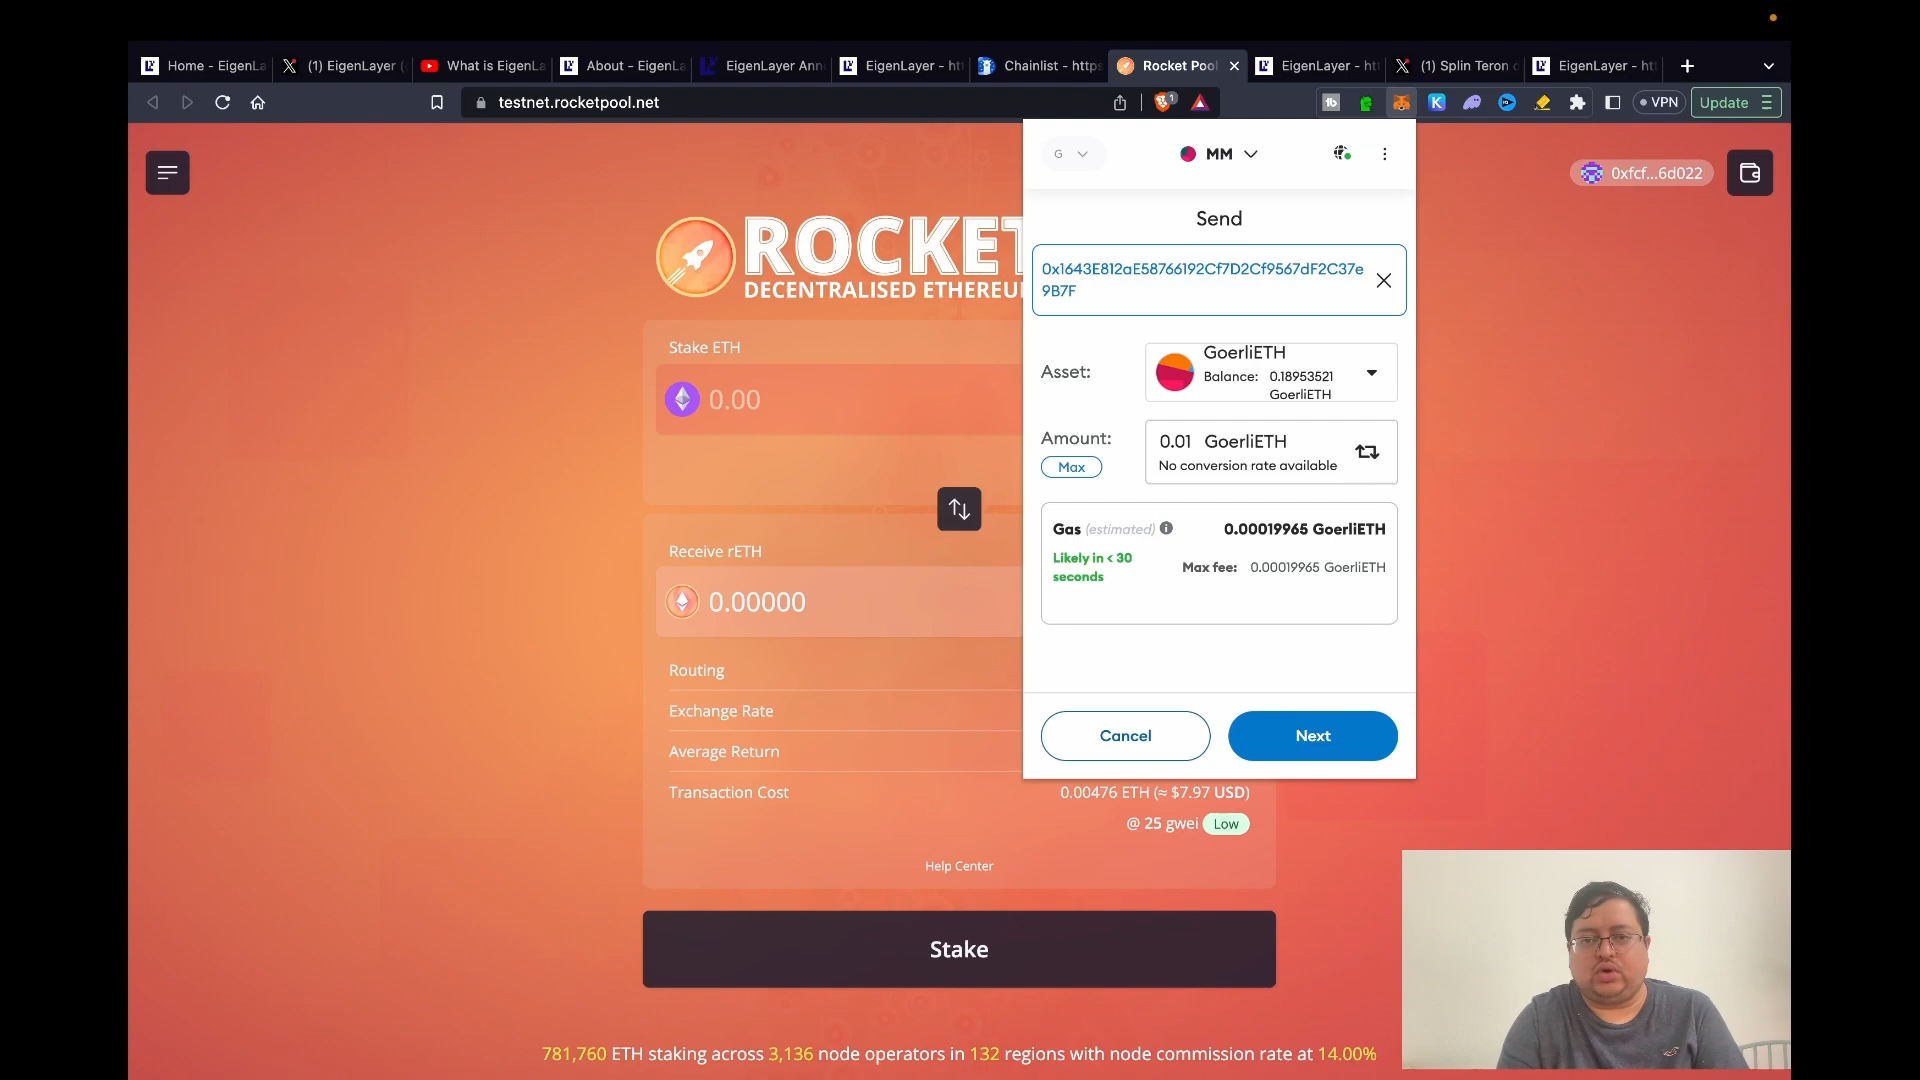 Home - EigenLa
(1) EigenLayer (
What is EigenLa
About - EigenLa
EigenLayer Ann
EigenLayer - htt
Chainlist - https
Rocket Pool
EigenLayer - htt
(1) Splin Teron o
EigenLayer - htt
testnet.rocketpool.net
1
VPN
Update
G
MM
0xfcf...6d022
Send
ROCKET
DECENTRALISED ETHEREU
0x1643E812aE58766192Cf7D2Cf9567dF2C37e
9B7F
Stake ETH
0.00
Asset:
GoerliETH
Balance: 0.18953521
GoerliETH
Amount:
Max
0.01 GoerliETH
No conversion rate available
Gas (estimated) 0.00019965 GoerliETH
Likely in < 30
seconds
Max fee: 0.00019965 GoerliETH
Receive rETH
0.00000
Routing
Exchange Rate
Average Return
Cancel
Next
Transaction Cost 0.00476 ETH (≈ $7.97 USD)
@ 25 gwei Low
Help Center
Stake
781,760 ETH staking across 3,136 node operators in 132 regions with node commission rate at 14.00%